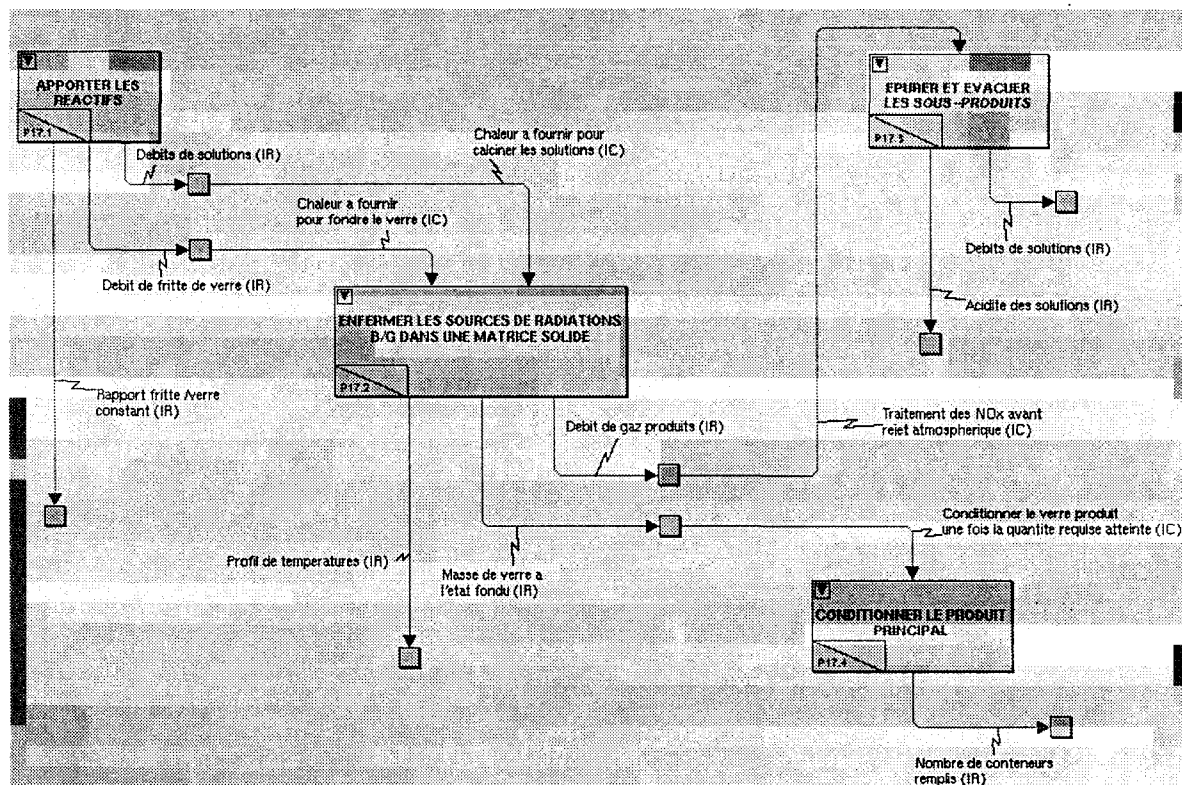 APPORTER LES
REACTIFS
P17.1
EPURER ET EVACUER
LES SOUS-PRODUITS
P17.3
Debits de solutions (IR)
Chaleur a fournir pour
calciner les solutions (IC)
Chaleur a fournir
pour fondre le verre (IC)
Debits de solutions (IR)
Debit de fritte de verre (IR)
Acidite des solutions (IR)
ENFERMER LES SOURCES DE RADIATIONS
B/G DANS UNE MATRICE SOLIDE
P17.2
Rapport fritte /verre
constant (IR)
Debit de gaz produits (IR)
Traitement des NOx avant
rejet atmospherique (IC)
Conditionner le verre produit
une fois la quantite requise atteinte (IC)
Profil de temperatures (IR)
Masse de verre a
l'etat fondu (IR)
CONDITIONNER LE PRODUIT
PRINCIPAL
P17.4
Nombre de conteneurs
remplis (IR)